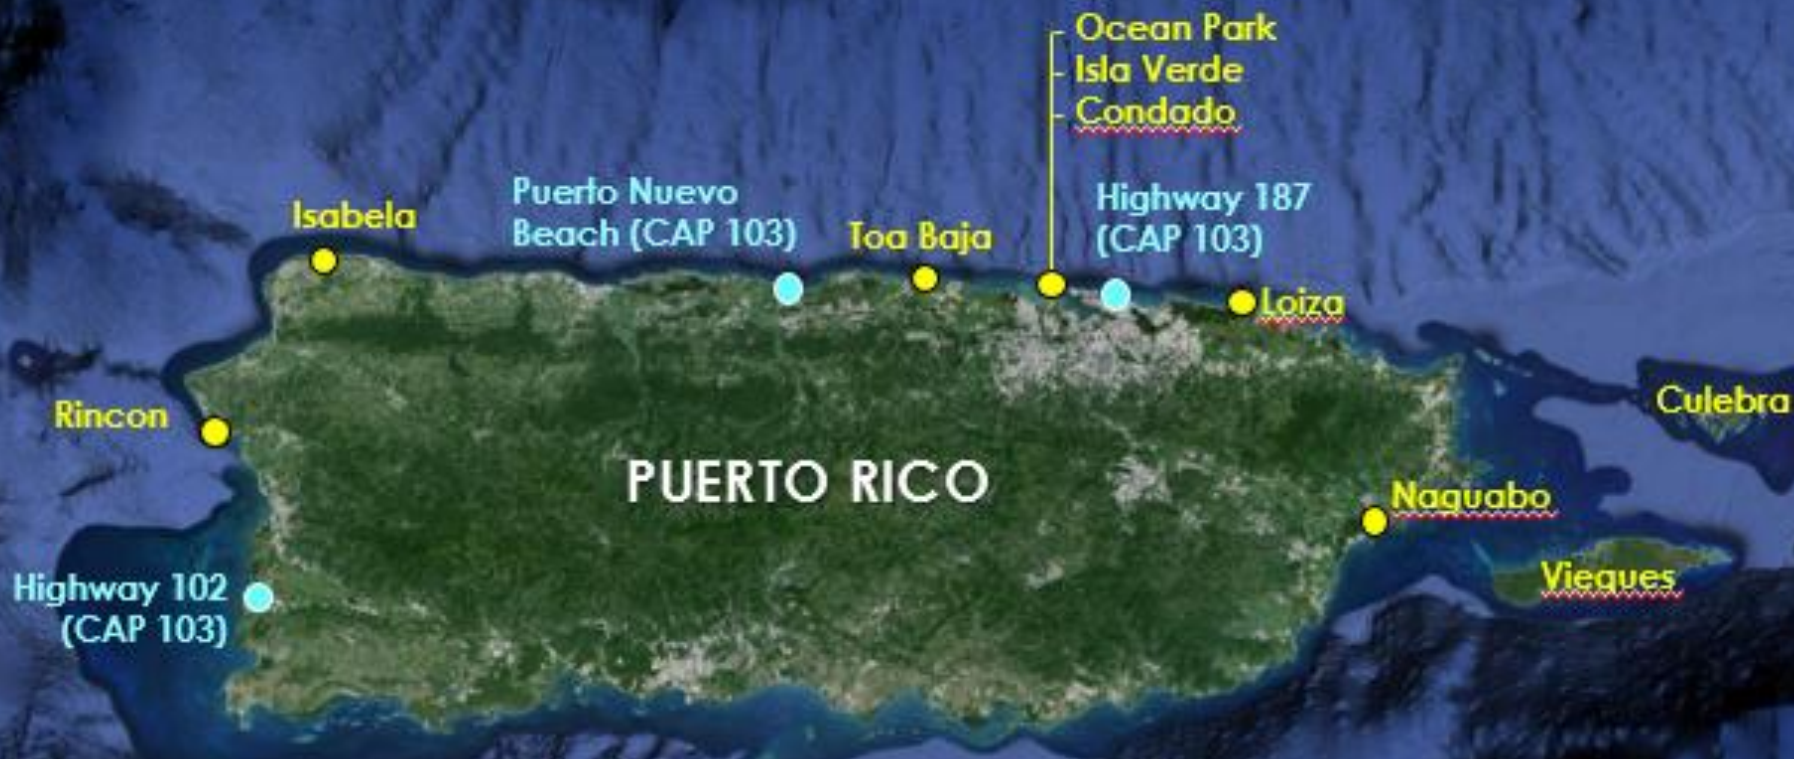 Ocean Park
Isla Verde
Condado
Puerto Nuevo
Beach (CAP 103)
Highway 187
(CAP 103)
Isabela
Toa Baja
Loiza
Culebra
Rincon
PUERTO RICO
Naguabo
Vieques
Highway 102
(CAP 103)